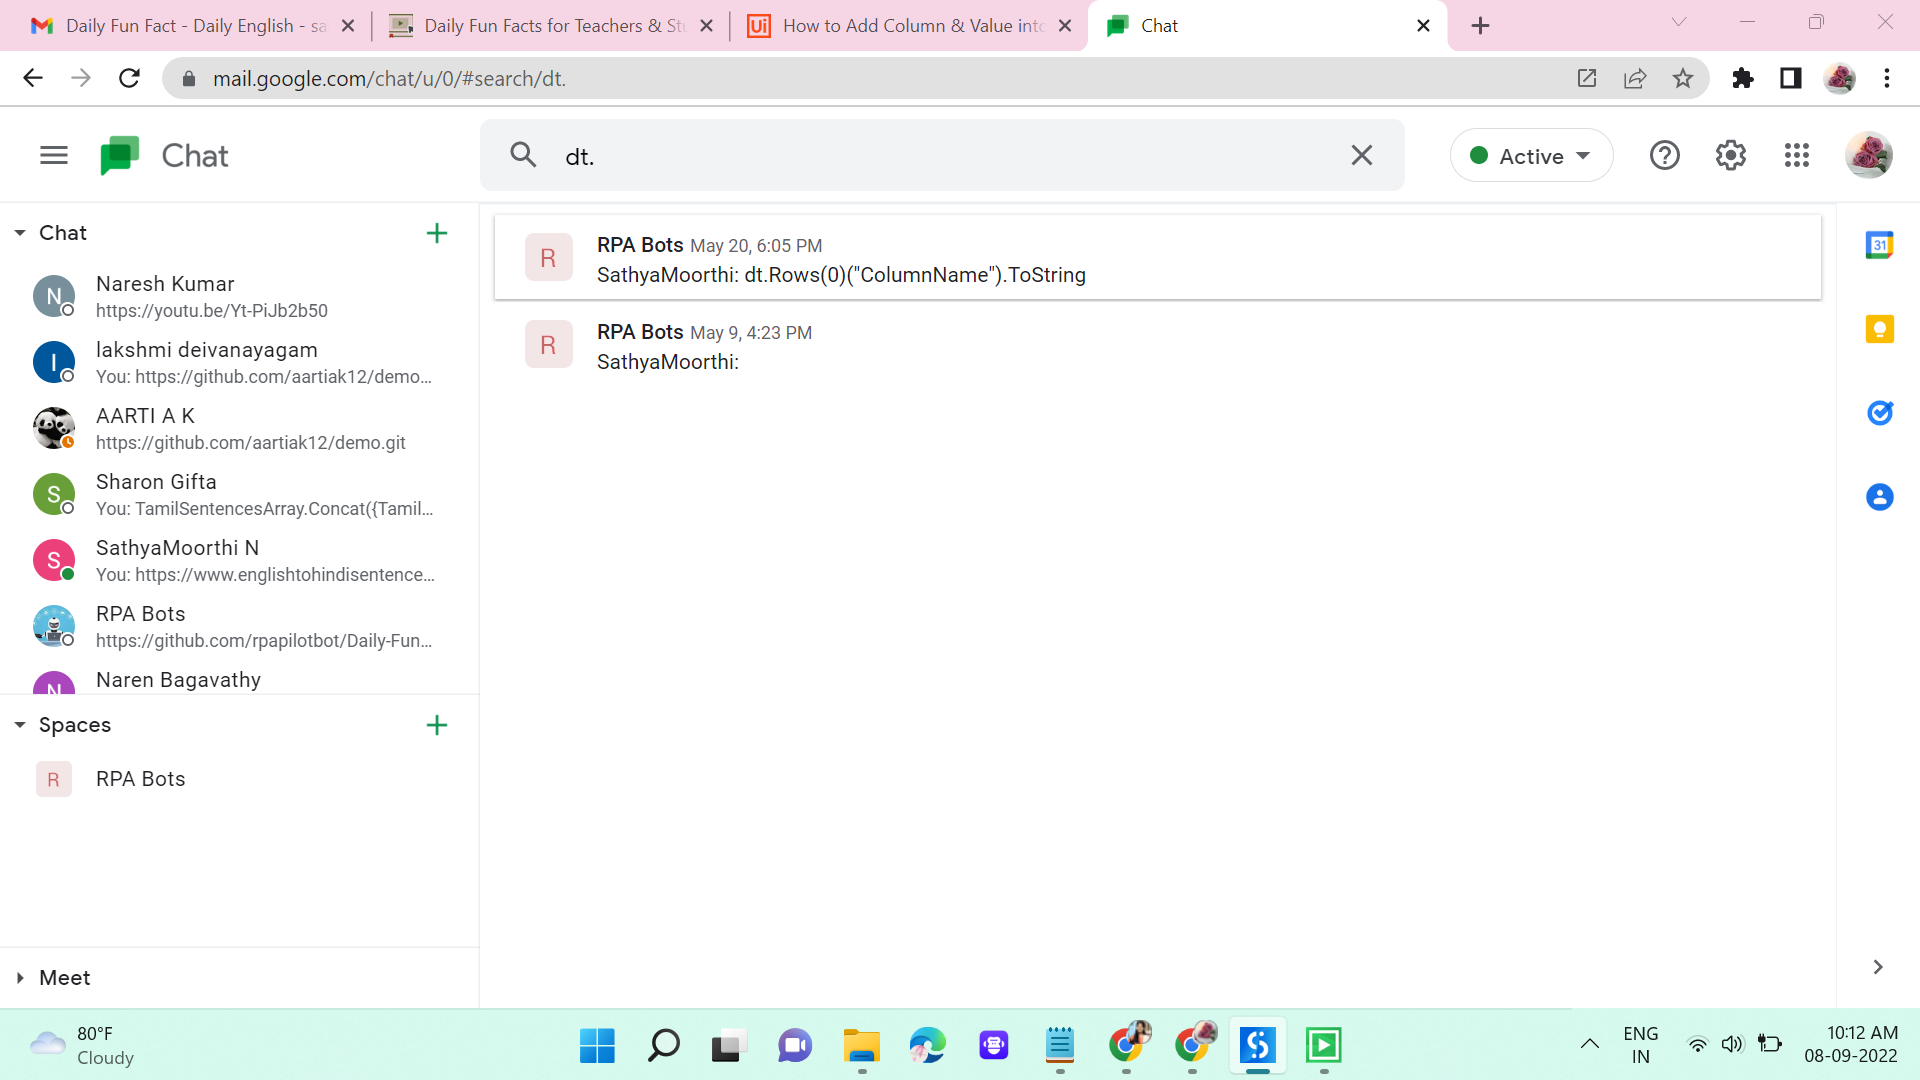 Daily Fun Fact - Daily English - sa
Daily Fun Facts for Teachers & Stu
How to Add Column & Value into
Chat
mail.google.com/chat/u/0/#search/dt.
Chat
dt.
Active
Chat
N
Naresh Kumar
https://youtu.be/Yt-PiJb2b50
l
lakshmi deivanayagam
You: https://github.com/aartiak12/demo...
AARTI A K
https://github.com/aartiak12/demo.git
S
Sharon Gifta
You: TamilSentencesArray.Concat({Tamil...
S
SathyaMoorthi N
You: https://www.englishtohindisentence...
RPA Bots
https://github.com/rpapilotbot/Daily-Fun...
N
Naren Bagavathy
Spaces
R
RPA Bots
Meet
R
RPA Bots May 20, 6:05 PM
SathyaMoorthi: dt.Rows(0)("ColumnName").ToString
R
RPA Bots May 9, 4:23 PM
SathyaMoorthi:
31
80°F
Cloudy
ENG
IN
10:12 AM
08-09-2022